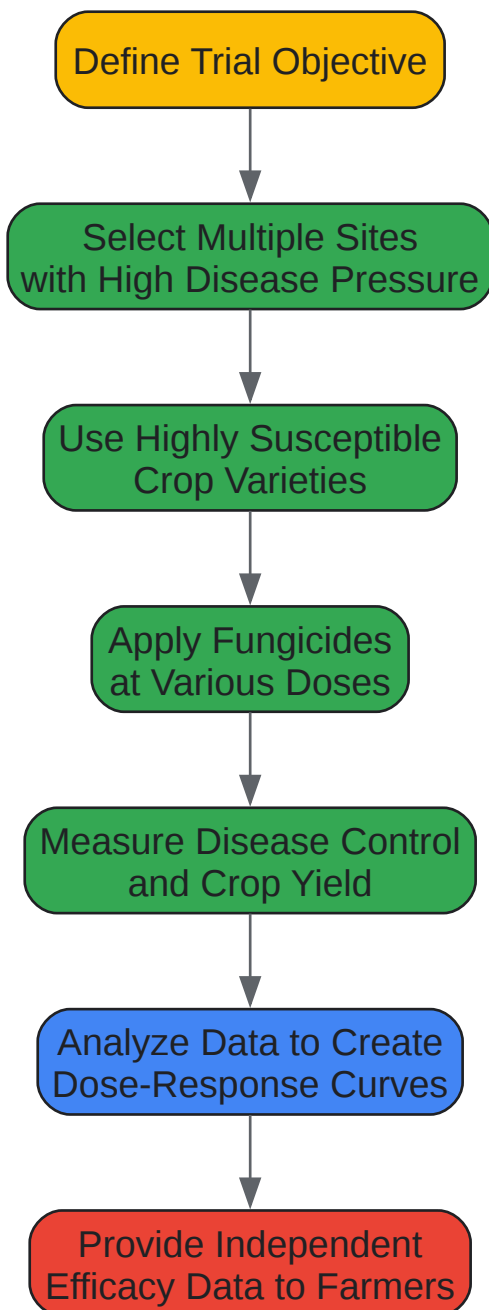 Define Trial Objective
Select Multiple Sites
with High Disease Pressure
Use Highly Susceptible
Crop Varieties
Apply Fungicides
at Various Doses
Measure Disease Control
and Crop Yield
Analyze Data to Create
Dose-Response Curves
Provide Independent
Efficacy Data to Farmers